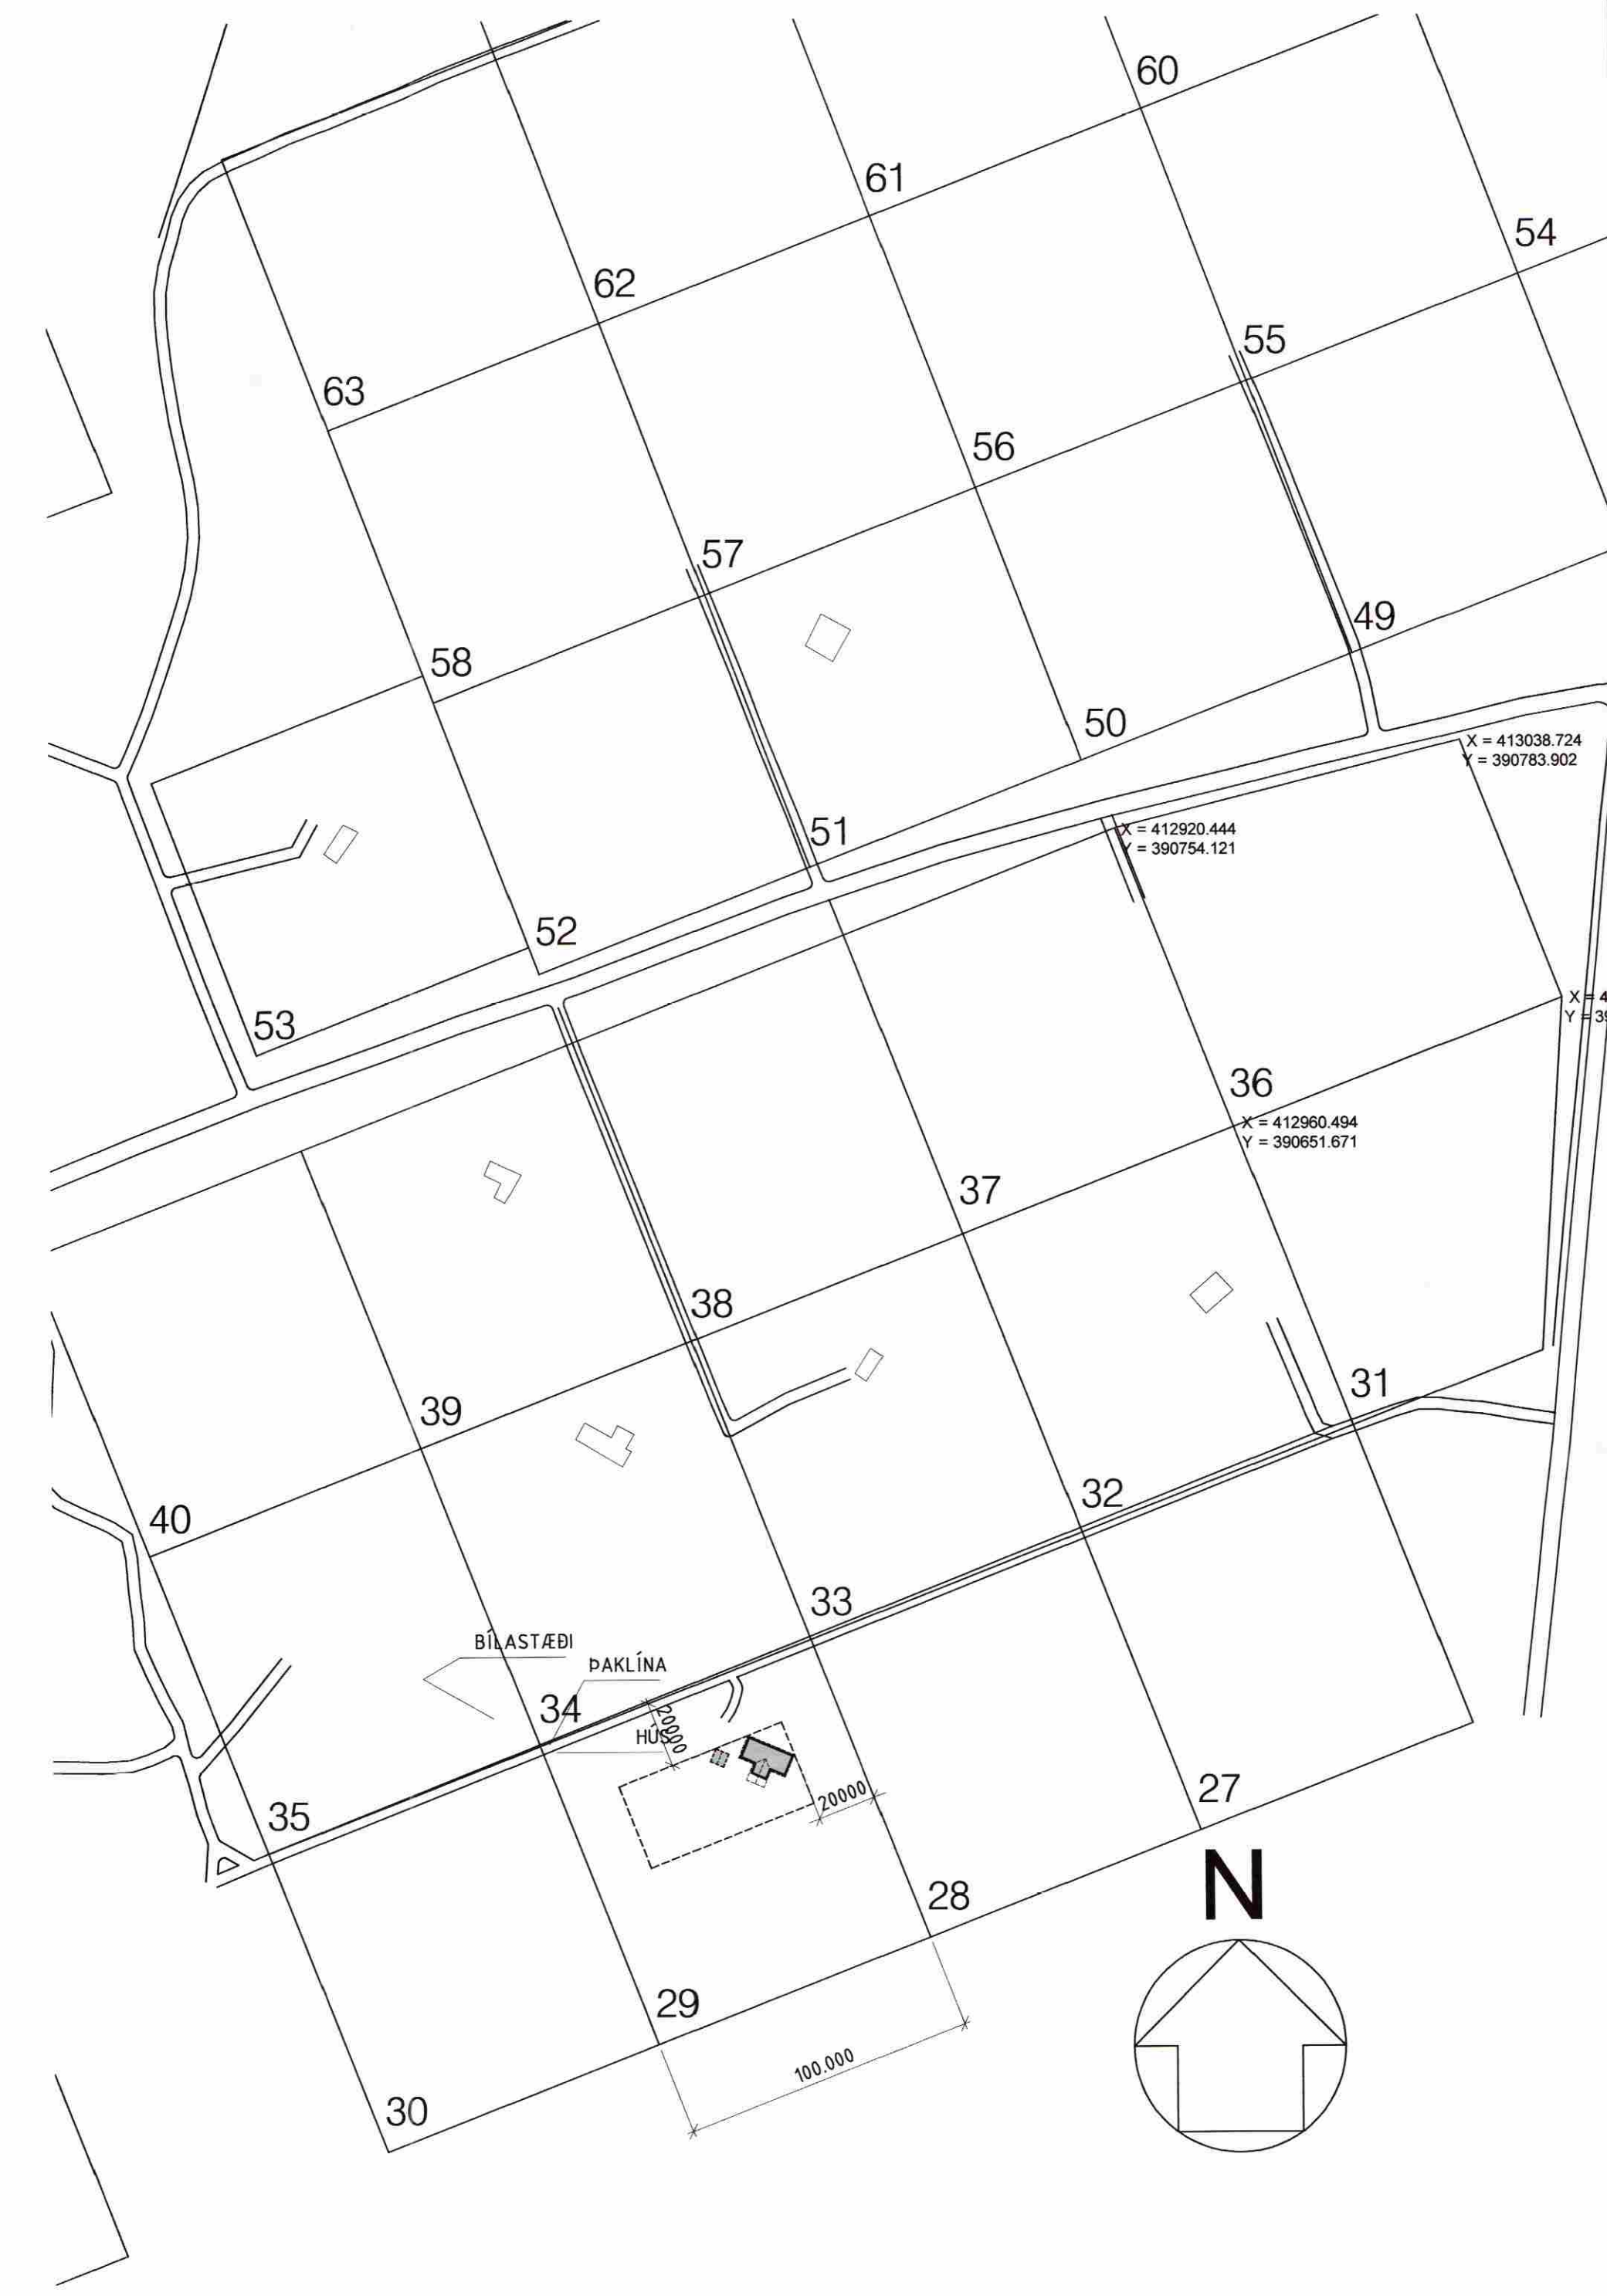 60
61
54
62
55
63
56
57
49
58
50
X = 413038.724
Y = 390783.902
51
X = 412920.444
Y = 390754.121
52
X = 4
Y = 39
53
36
X = 412960.494
Y = 390651.671
37
38
31
39
32
40
33
BÍLASTÆÐI
ÞAKLÍNA
34
20000
HÚS
35
20000
27
N
28
29
100.000
30